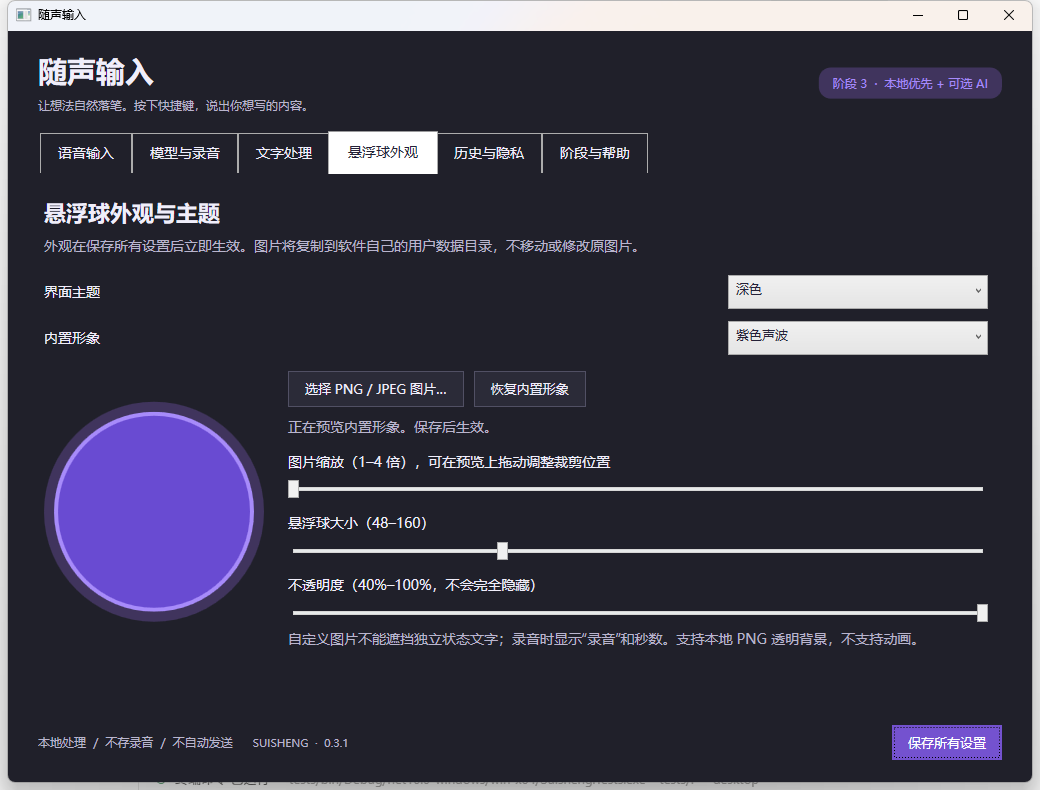 随声输入
随声输入
让想法自然落笔。按下快捷键，说出你想写的内容。
阶段 3 · 本地优先 + 可选 AI
语音输入 模型与录音 文字处理 悬浮球外观 历史与隐私 阶段与帮助
悬浮球外观与主题
外观在保存所有设置后立即生效。图片将复制到软件自己的用户数据目录，不移动或修改原图片。
界面主题 深色
内置形象 紫色声波
选择 PNG / JPEG 图片... 恢复内置形象
正在预览内置形象。保存后生效。
图片缩放（1–4 倍），可在预览上拖动调整裁剪位置
悬浮球大小（48–160）
不透明度（40%–100%，不会完全隐藏）
自定义图片不能遮挡独立状态文字；录音时显示“录音”和秒数。支持本地 PNG 透明背景，不支持动画。
本地处理 / 不存录音 / 不自动发送 SUISHENG · 0.3.1
保存所有设置